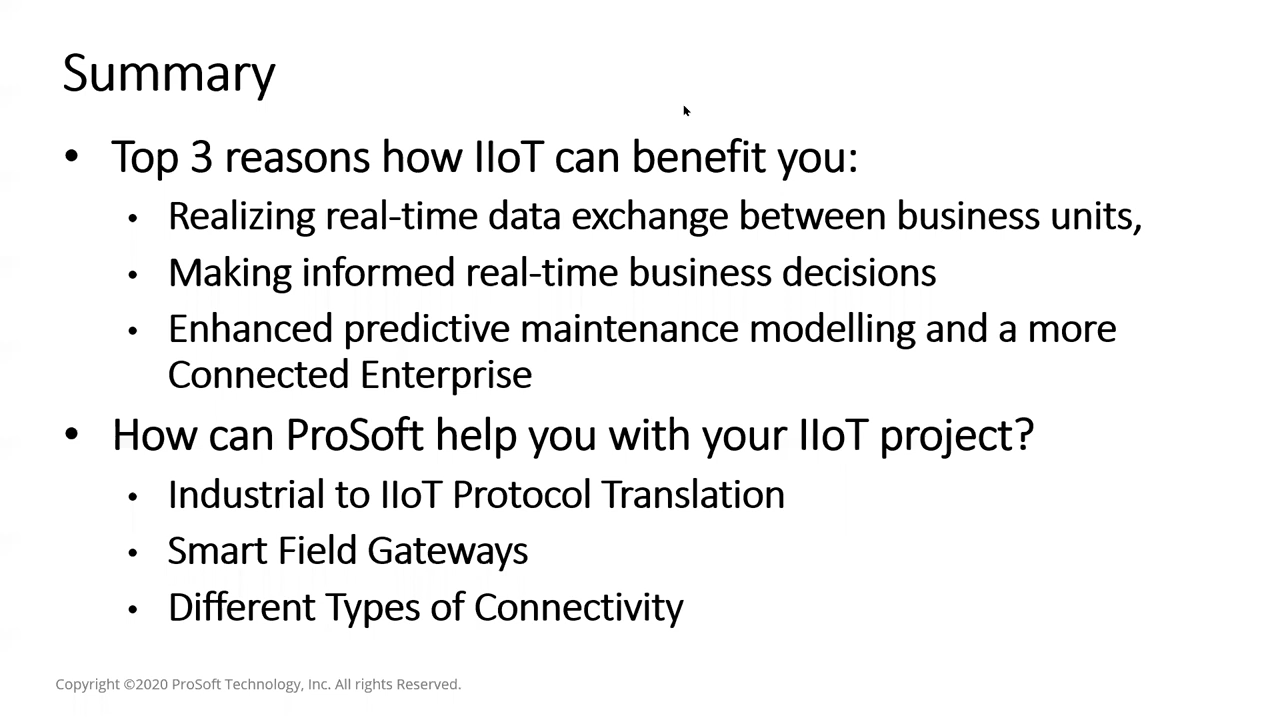 Summary
• Top 3 reasons how IIoT can benefit you:
• Realizing real-time data exchange between business units,
• Making informed real-time business decisions
• Enhanced predictive maintenance modelling and a more
Connected Enterprise
• How can ProSoft help you with your IIoT project?
• Industrial to IIoT Protocol Translation
• Smart Field Gateways
• Different Types of Connectivity
Copyright ©2020 ProSoft Technology, Inc. All rights Reserved.